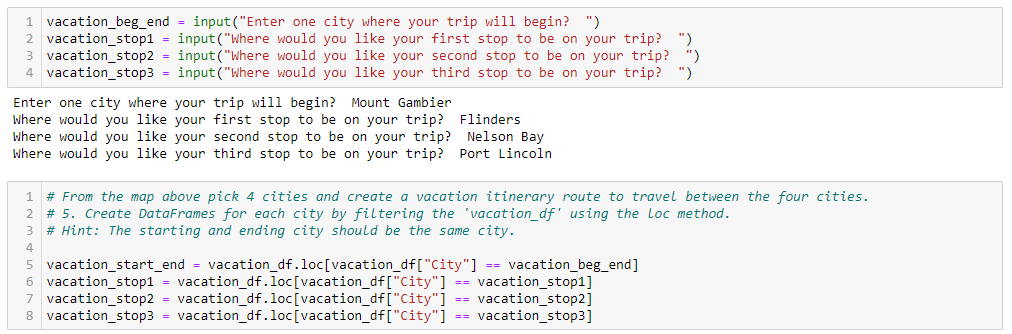 1 vacation_beg_end = input("Enter one city where your trip will begin?  ")
2 vacation_stop1 = input("Where would you like your first stop to be on your trip?  ")
3 vacation_stop2 = input("Where would you like your second stop to be on your trip?  ")
4 vacation_stop3 = input("Where would you like your third stop to be on your trip?  ")
Enter one city where your trip will begin?  Mount Gambier
Where would you like your first stop to be on your trip?  Flinders
Where would you like your second stop to be on your trip?  Nelson Bay
Where would you like your third stop to be on your trip?  Port Lincoln
1 # From the map above pick 4 cities and create a vacation itinerary route to travel between the four cities.
2 # 5. Create DataFrames for each city by filtering the 'vacation_df' using the loc method.
3 # Hint: The starting and ending city should be the same city.
4
5 vacation_start_end = vacation_df.loc[vacation_df["City"] == vacation_beg_end]
6 vacation_stop1 = vacation_df.loc[vacation_df["City"] == vacation_stop1]
7 vacation_stop2 = vacation_df.loc[vacation_df["City"] == vacation_stop2]
8 vacation_stop3 = vacation_df.loc[vacation_df["City"] == vacation_stop3]